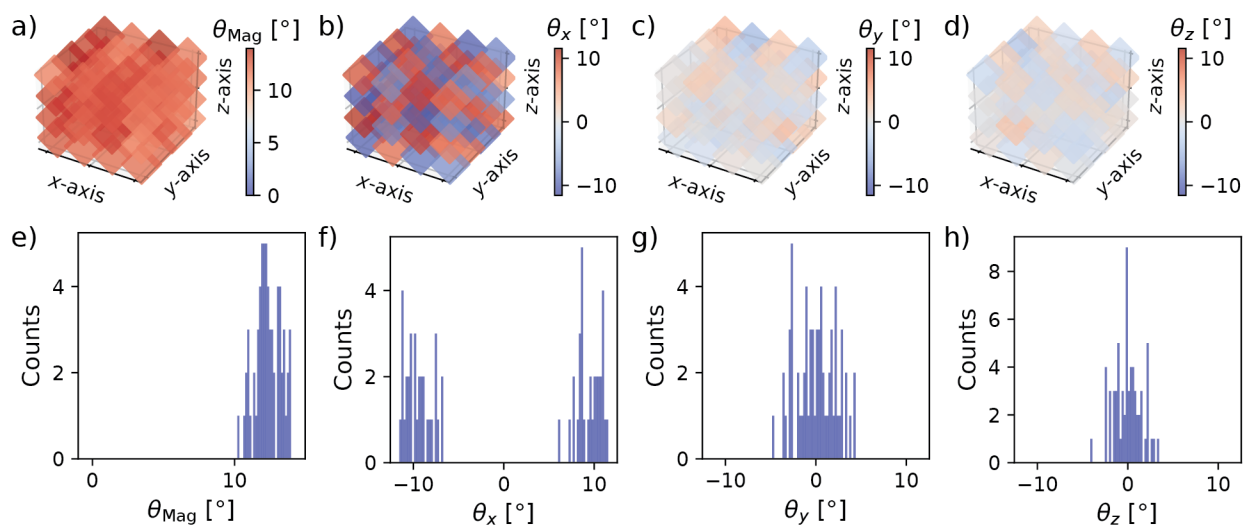 a)
θMag [°]
10
5
0
x-axis
y-axis
z-axis
b)
θx [°]
10
0
−10
x-axis
y-axis
z-axis
c)
θy [°]
10
0
−10
x-axis
y-axis
z-axis
d)
θz [°]
10
0
−10
x-axis
y-axis
z-axis
e)
Counts
4
2
0
0 10
θMag [°]
f)
Counts
4
2
0
−10 0 10
θx [°]
g)
Counts
4
2
0
−10 0 10
θy [°]
h)
Counts
8
6
4
2
0
−10 0 10
θz [°]